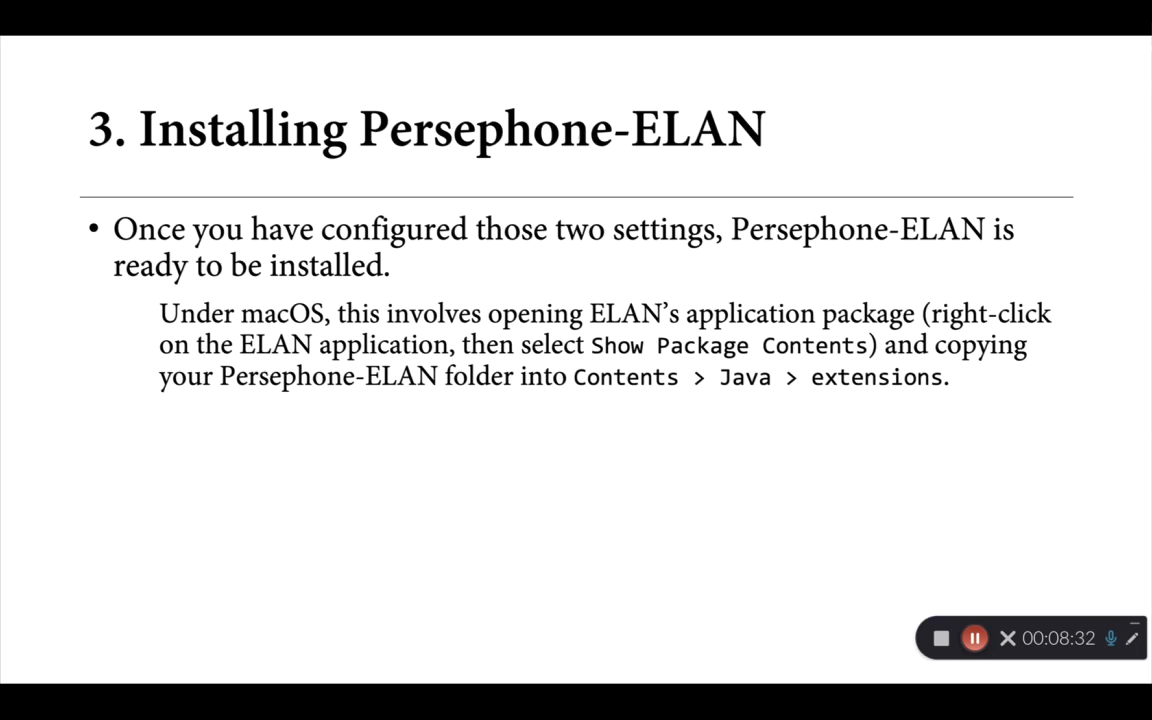 3. Installing Persephone-ELAN
• Once you have configured those two settings, Persephone-ELAN is
ready to be installed.
Under macOS, this involves opening ELAN’s application package (right-click
on the ELAN application, then select Show Package Contents) and copying
your Persephone-ELAN folder into Contents > Java > extensions.
00:08:32